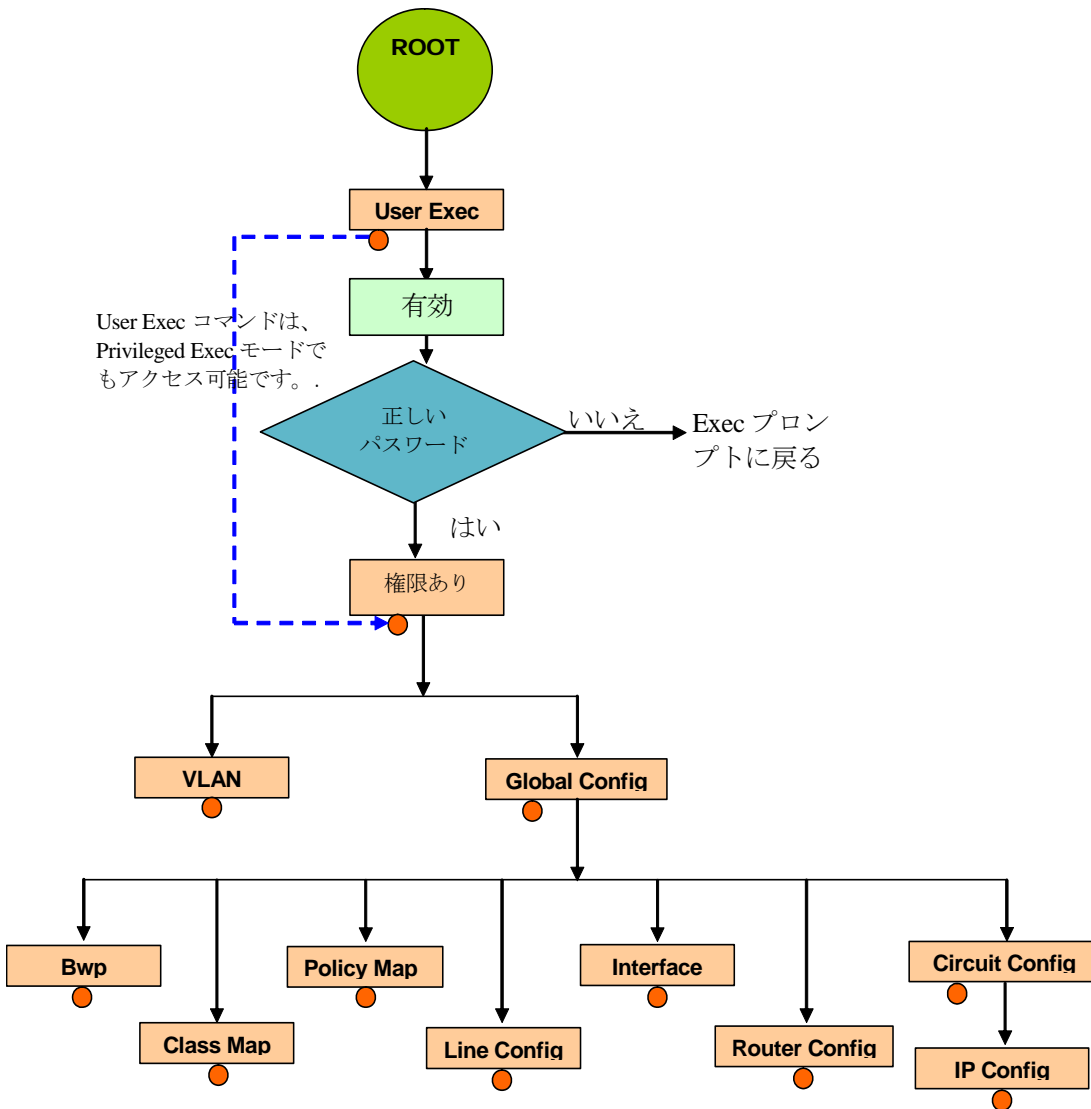 ROOT
User Exec
有効
User Exec コマンドは、
Privileged Exec モードで
もアクセス可能です。.
正しい
パスワード
いいえ
Exec プロン
プトに戻る
はい
権限あり
VLAN
Global Config
Bwp
Policy Map
Interface
Circuit Config
Class Map
Line Config
Router Config
IP Config